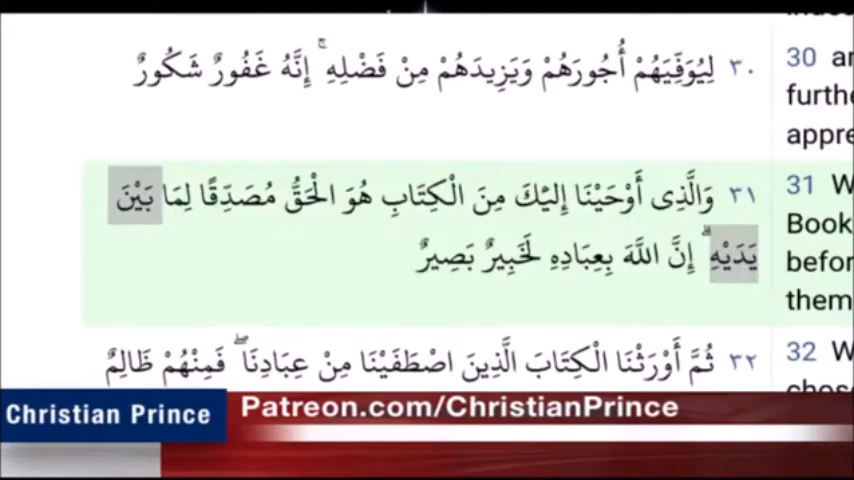 ٣٠ لِيُوَفِّيَهُمْ أُجُورَهُمْ وَيَزِيدَهُمْ مِنْ فَضْلِهِ ۚ إِنَّهُ غَفُورٌ شَكُورٌ
٣١ وَالَّذِى أَوْحَيْنَا إِلَيْكَ مِنَ الْكِتَابِ هُوَ الْحَقُّ مُصَدِّقًا لِمَا بَيْنَ
يَدَيْهِ ۗ إِنَّ اللَّهَ بِعِبَادِهِ لَخَبِيرٌ بَصِيرٌ
٣٢ ثُمَّ أَوْرَثْنَا الْكِتَابَ الَّذِينَ اصْطَفَيْنَا مِنْ عِبَادِنَا ۖ فَمِنْهُمْ ظَالِمٌ
30 ar
furthe
appre
31 W
Book
befor
them
32 W
Christian Prince
Patreon.com/ChristianPrince